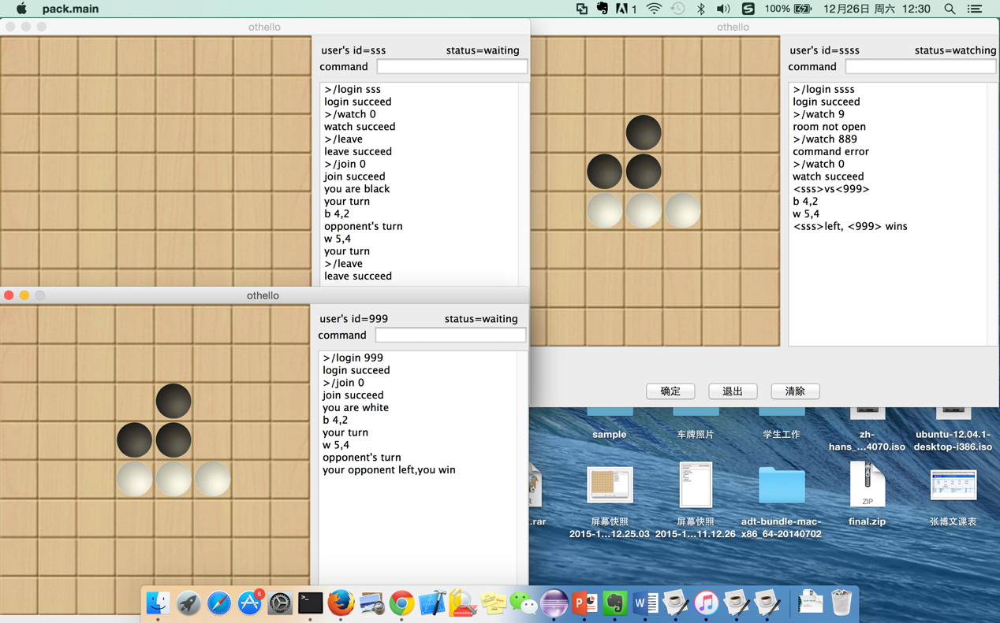 pack.main
1
100%
12月26日 周六 12:30
othello
user's id=sss
status=waiting
command
>/login sss
login succeed
>/watch 0
watch succeed
>/leave
leave succeed
>/join 0
join succeed
you are black
your turn
b 4,2
opponent's turn
w 5,4
your turn
>/leave
leave succeed
othello
user's id=ssss
status=watching
command
>/login ssss
login succeed
>/watch 9
room not open
>/watch 889
command error
>/watch 0
watch succeed
<sss>vs<999>
b 4,2
w 5,4
<sss>left, <999> wins
确定
退出
清除
othello
user's id=999
status=waiting
command
>/login 999
login succeed
>/join 0
join succeed
you are white
b 4,2
your turn
w 5,4
opponent's turn
your opponent left,you win
sample
车牌照片
学生工作
zh-
hans_...4070.iso
ubuntu-12.04.1-
desktop-i386.iso
.rar
屏幕快照
2015-1...12.25.03
屏幕快照
2015-1...11.12.26
adt-bundle-mac-
x86_64-20140702
ZIP
final.zip
张博文课表
6